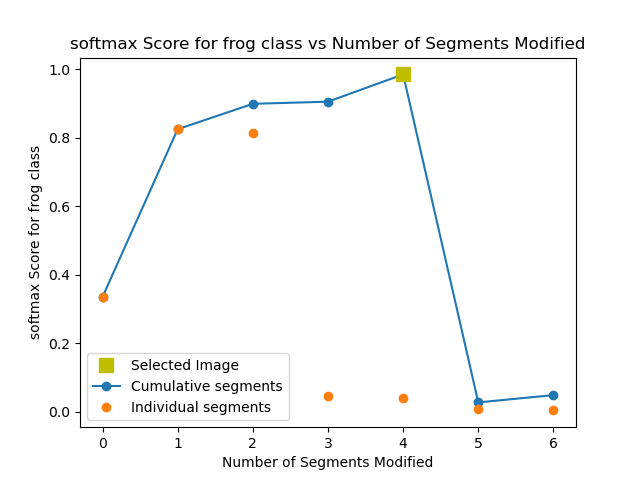 softmax Score for frog class vs Number of Segments Modified
softmax Score for frog class
1.0
0.8
0.6
0.4
0.2
0.0
Selected Image
Cumulative segments
Individual segments
0 1 2 3 4 5 6
Number of Segments Modified